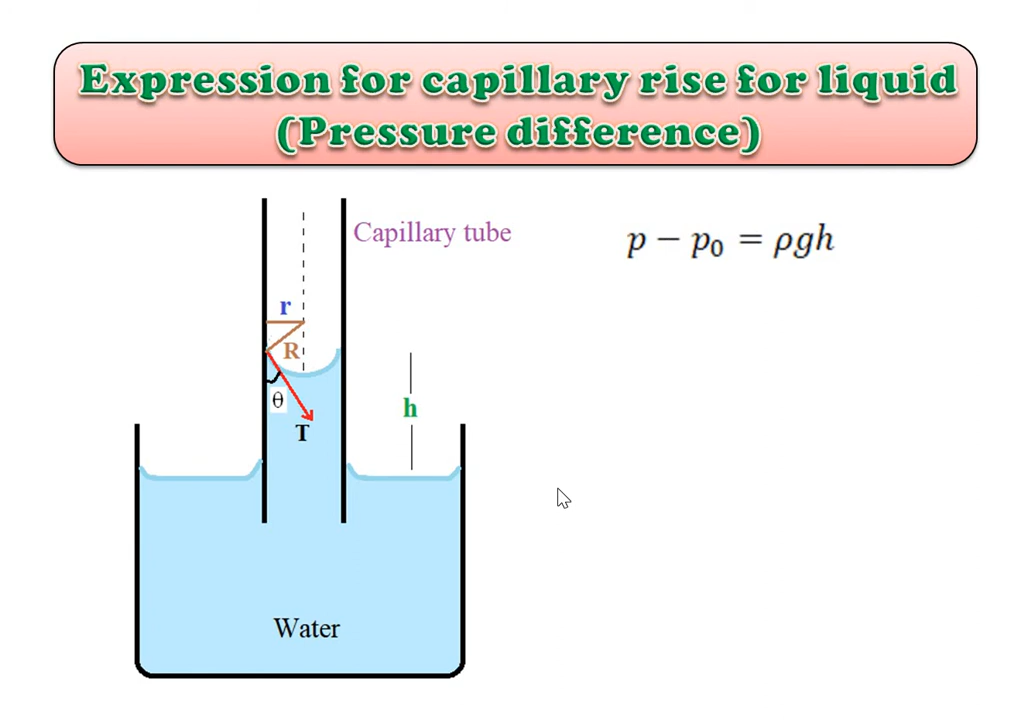 Expression for capillary rise for liquid
(Pressure difference)
Capillary tube
p − p₀ = ρgh
r
R
θ
h
T
Water